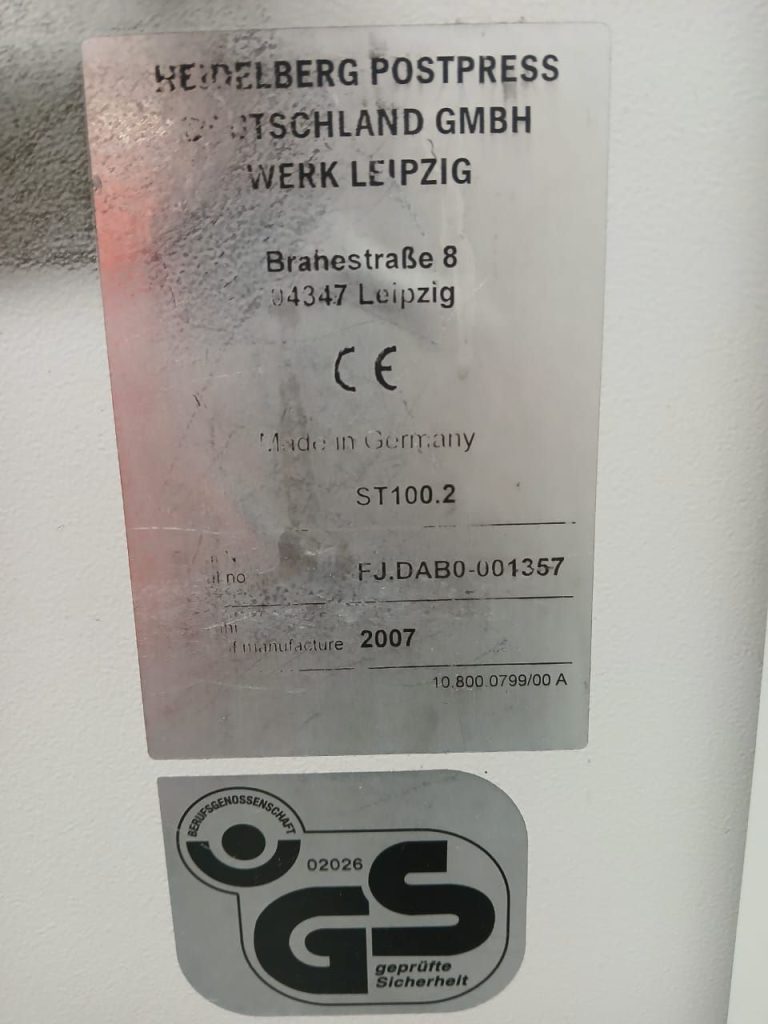 HEIDELBERG POSTPRESS
DEUTSCHLAND GMBH
WERK LEIPZIG
Brahestraße 8
04347 Leipzig
CE
Made in Germany
ST100.2
no FJ.DAB0-001357
of manufacture 2007
10.800.0799/00 A
BERUFSGENOSSENSCHAFT
02026
GS
geprüfte
Sicherheit